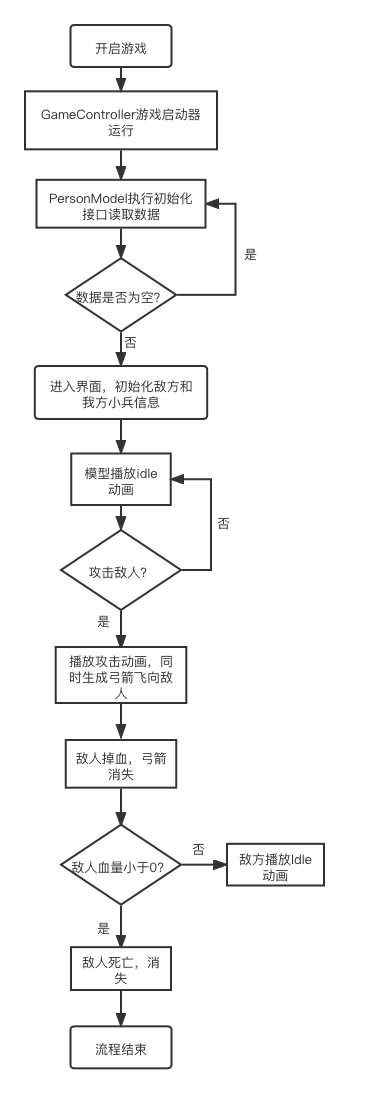 开启游戏
GameController游戏启动器
运行
PersonModel执行初始化
接口读取数据
是
数据是否为空?
否
进入界面，初始化敌方和
我方小兵信息
模型播放idle
动画
否
攻击敌人?
是
播放攻击动画，同
时生成弓箭飞向敌
人
敌人掉血，弓箭
消失
否
敌人血量小于0?
敌方播放Idle
动画
是
敌人死亡，消
失
流程结束